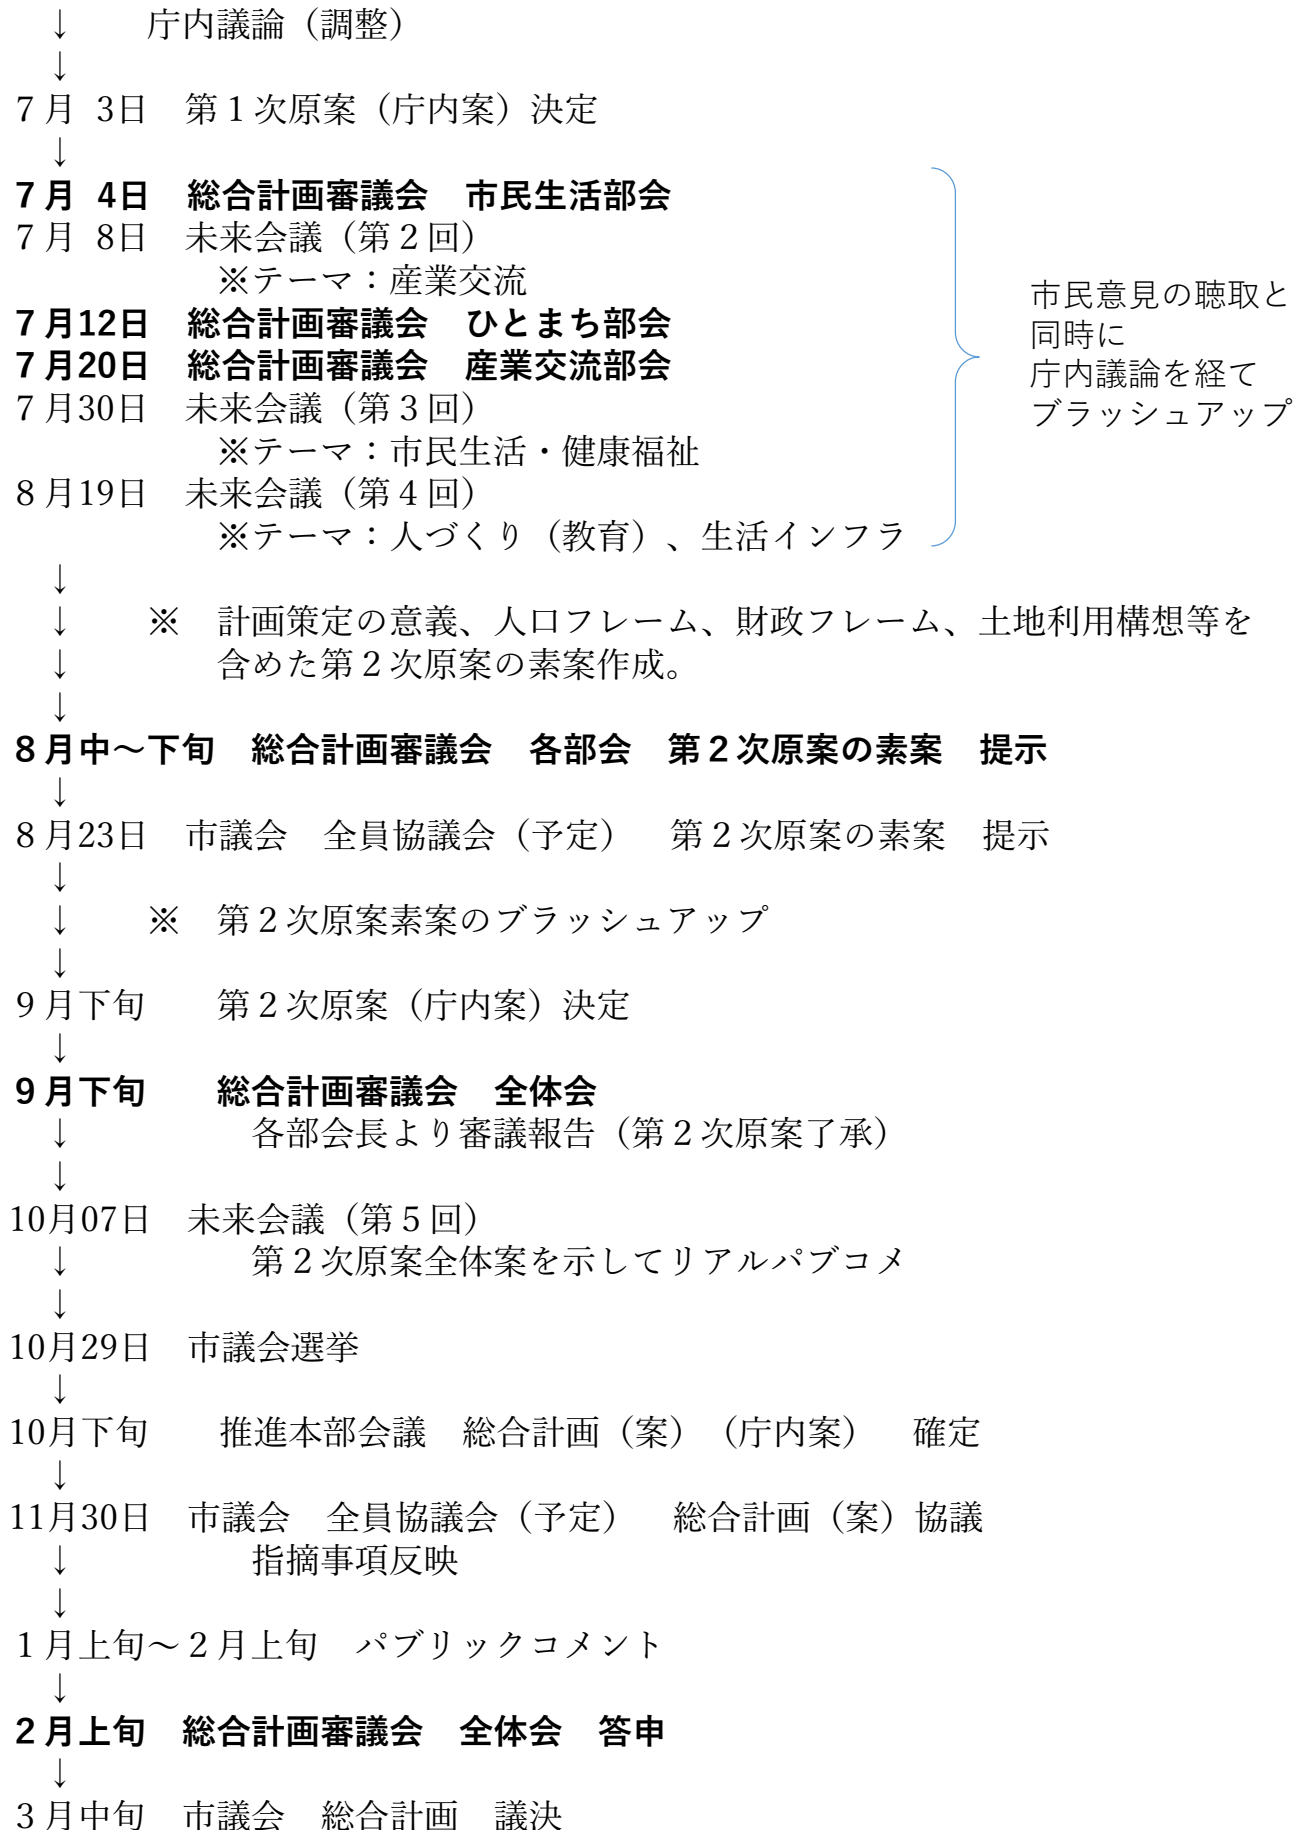 ↓　　庁内議論（調整）
↓
７月 3日　第１次原案（庁内案）決定
↓
７月 4日　総合計画審議会　市民生活部会
７月 8日　未来会議（第２回）
※テーマ：産業交流
７月12日　総合計画審議会　ひとまち部会
７月20日　総合計画審議会　産業交流部会
７月30日　未来会議（第３回）
※テーマ：市民生活・健康福祉
８月19日　未来会議（第４回）
※テーマ：人づくり（教育）、生活インフラ
市民意見の聴取と
同時に
庁内議論を経て
ブラッシュアップ
↓
↓　　※　計画策定の意義、人口フレーム、財政フレーム、土地利用構想等を
↓　　　　含めた第２次原案の素案作成。
↓
８月中～下旬　総合計画審議会　各部会　第２次原案の素案　提示
↓
８月23日　市議会　全員協議会（予定）　第２次原案の素案　提示
↓
↓　　※　第２次原案素案のブラッシュアップ
↓
９月下旬　　第２次原案（庁内案）決定
↓
９月下旬　　総合計画審議会　全体会
↓　　　　　各部会長より審議報告（第２次原案了承）
↓
10月07日　未来会議（第５回）
↓　　　　　第２次原案全体案を示してリアルパブコメ
↓
10月29日　市議会選挙
↓
10月下旬　　推進本部会議　総合計画（案）（庁内案）　確定
↓
11月30日　市議会　全員協議会（予定）　総合計画（案）協議
↓　　　　　指摘事項反映
↓
１月上旬～２月上旬　パブリックコメント
↓
２月上旬　総合計画審議会　全体会　答申
↓
３月中旬　市議会　総合計画　議決